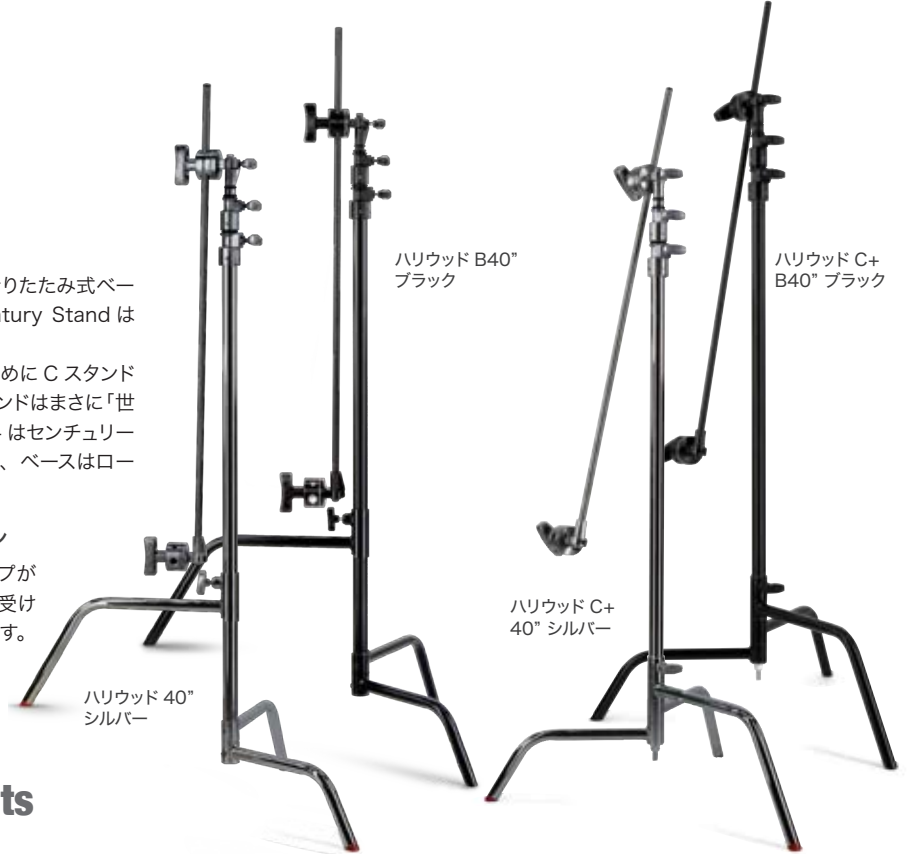 りたたみ式ベー
tury Stand は
めに C スタンド
ンドはまさに「世
はセンチュリー
、ベースはロー
プが
受け
す。
ハリウッド B40”
ブラック
ハリウッド C+
B40” ブラック
ハリウッド C+
40” シルバー
ハリウッド 40”
シルバー
ts